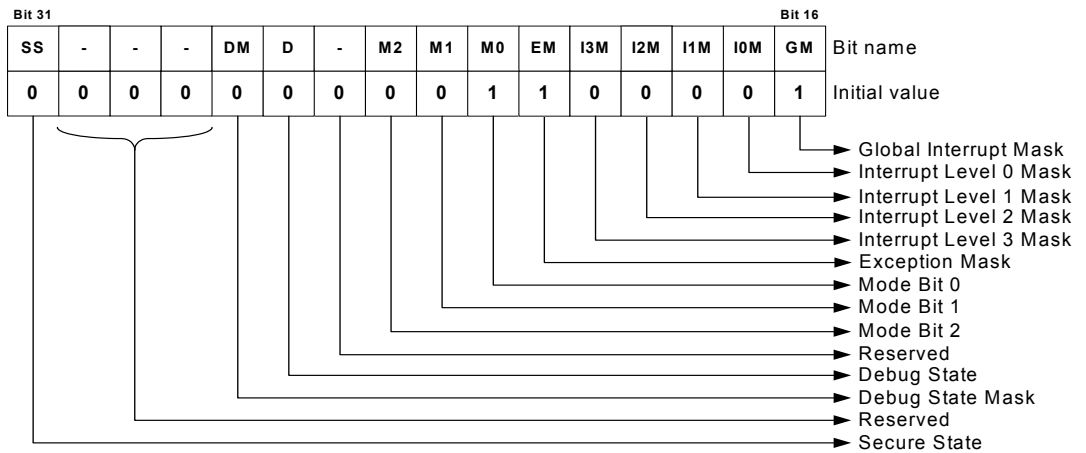 Bit 31 Bit 16
SS - - - DM D - M2 M1 M0 EM I3M I2M I1M I0M GM Bit name
0 0 0 0 0 0 0 0 0 1 1 0 0 0 0 1 Initial value
Global Interrupt Mask
Interrupt Level 0 Mask
Interrupt Level 1 Mask
Interrupt Level 2 Mask
Interrupt Level 3 Mask
Exception Mask
Mode Bit 0
Mode Bit 1
Mode Bit 2
Reserved
Debug State
Debug State Mask
Reserved
Secure State